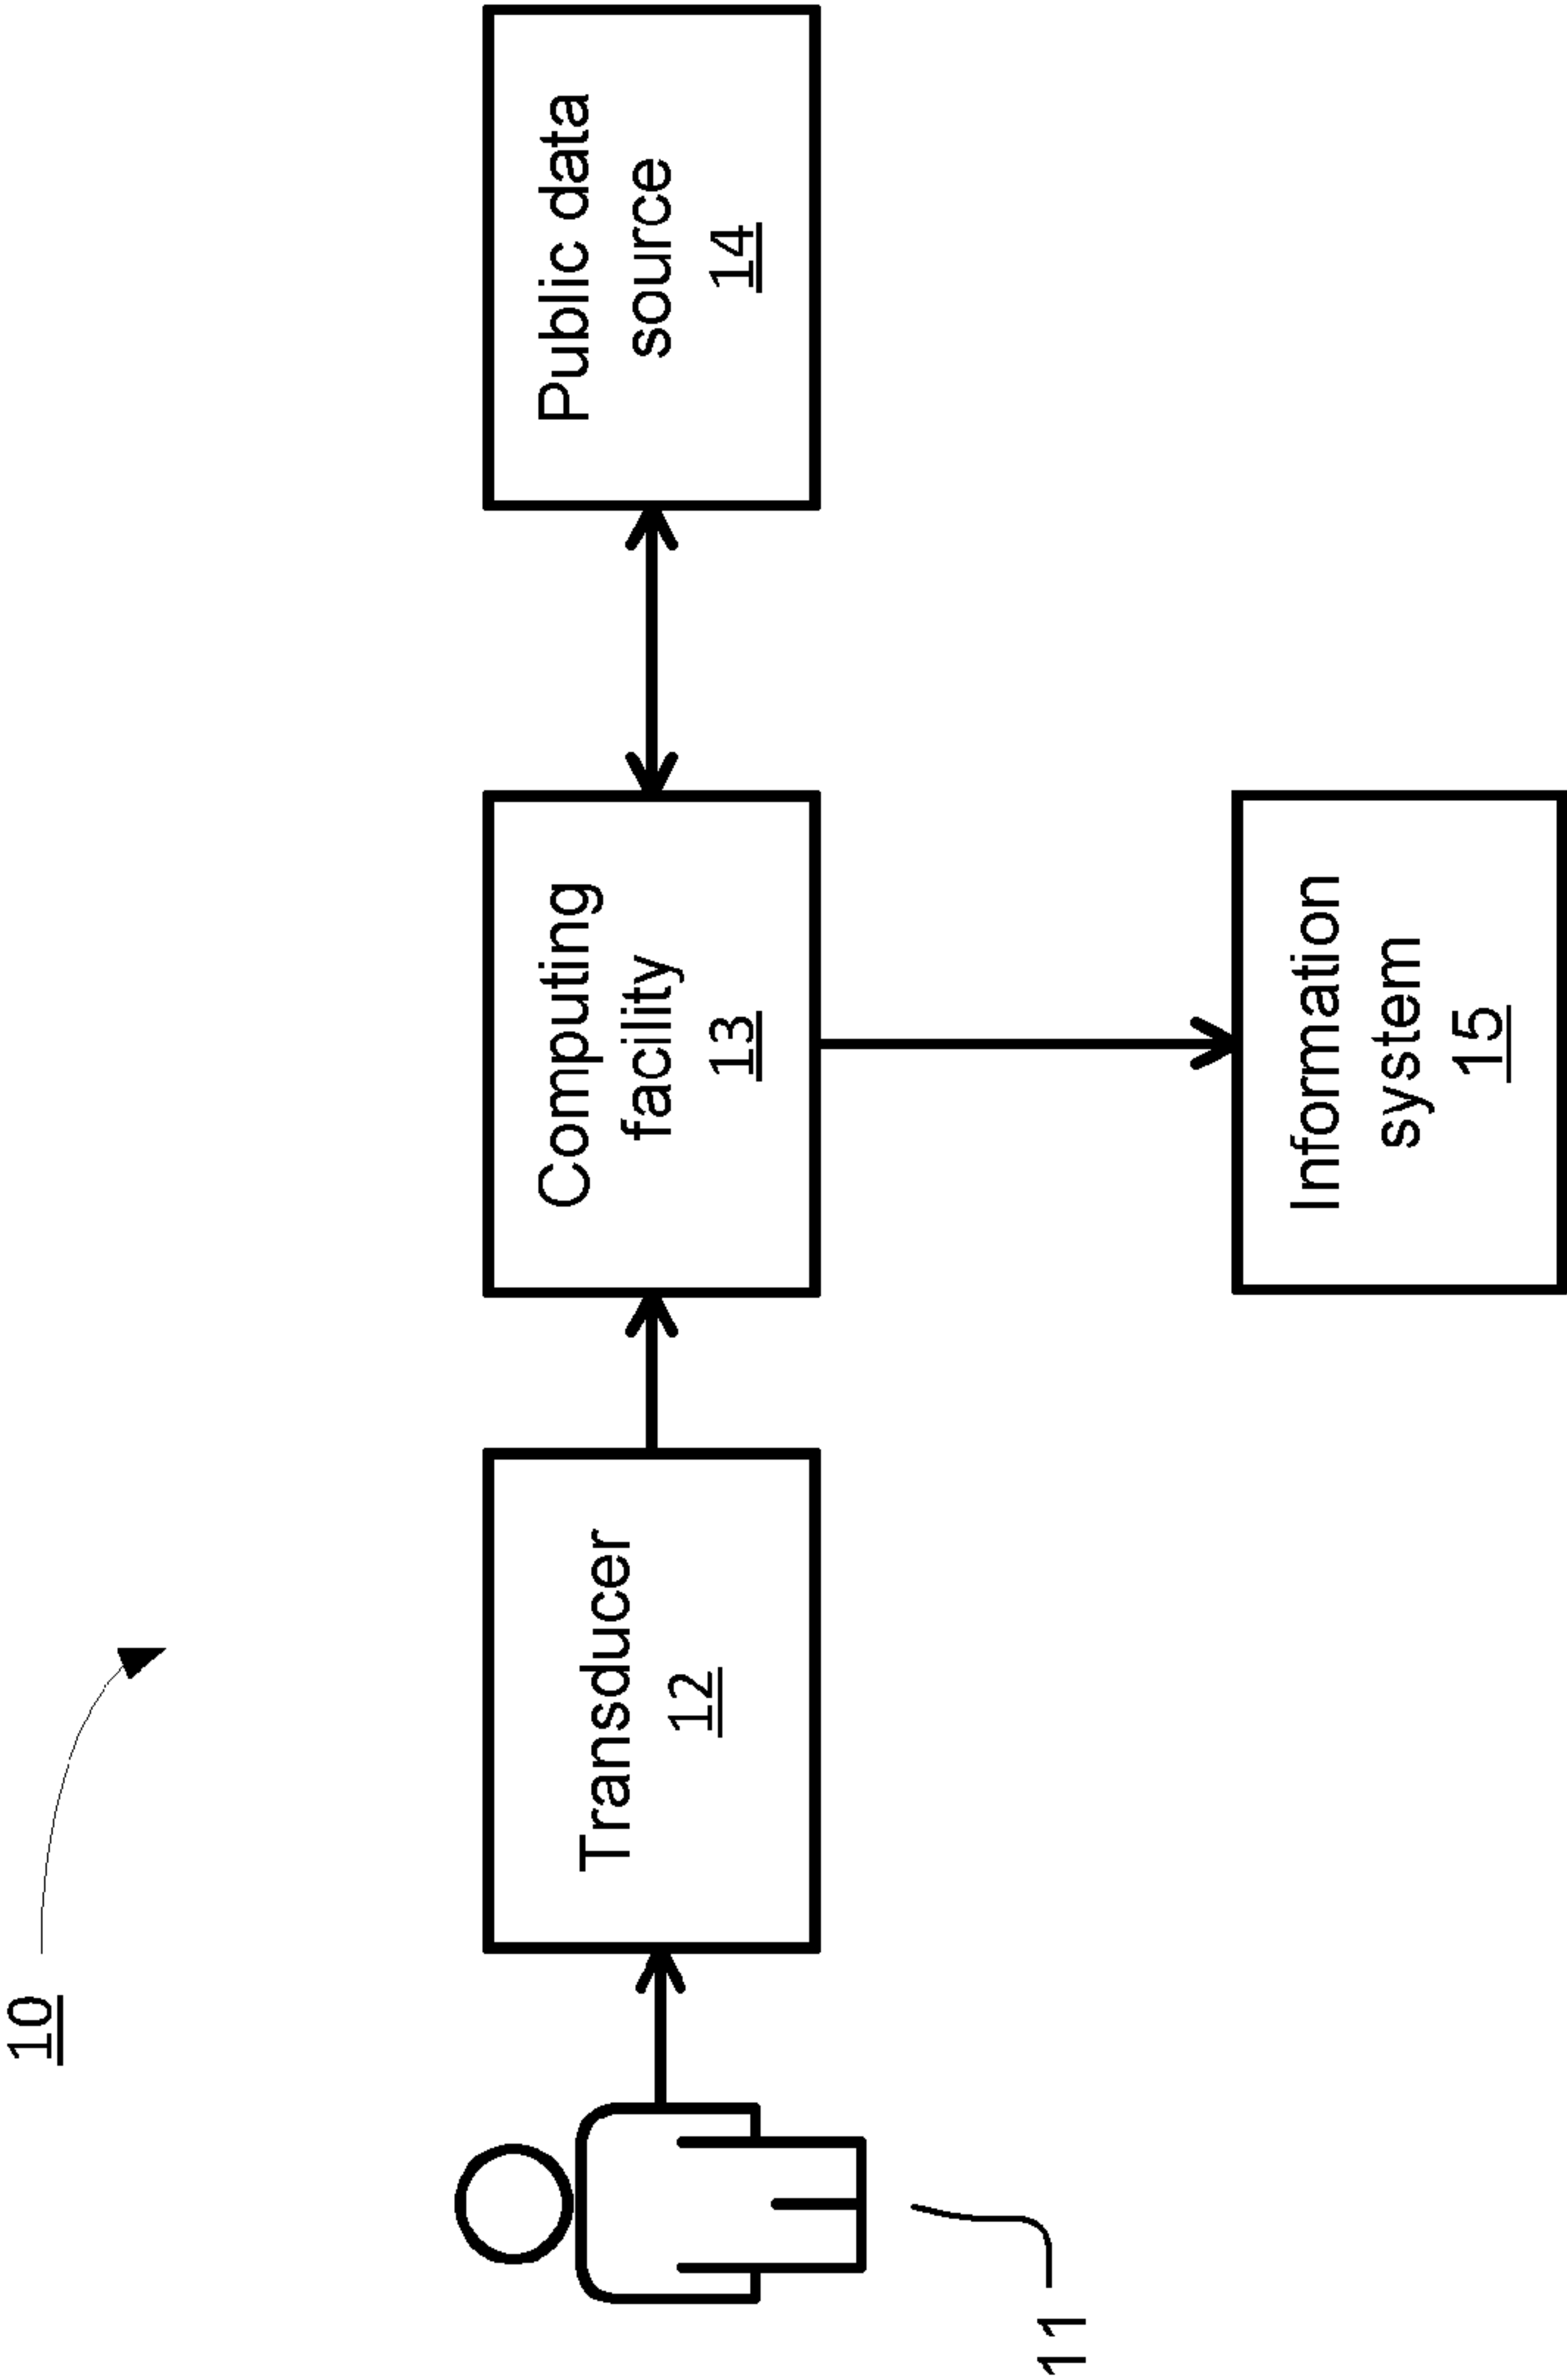 10
11
Transducer
12
Computing
facility
13
Public data
source
14
Information
system
15